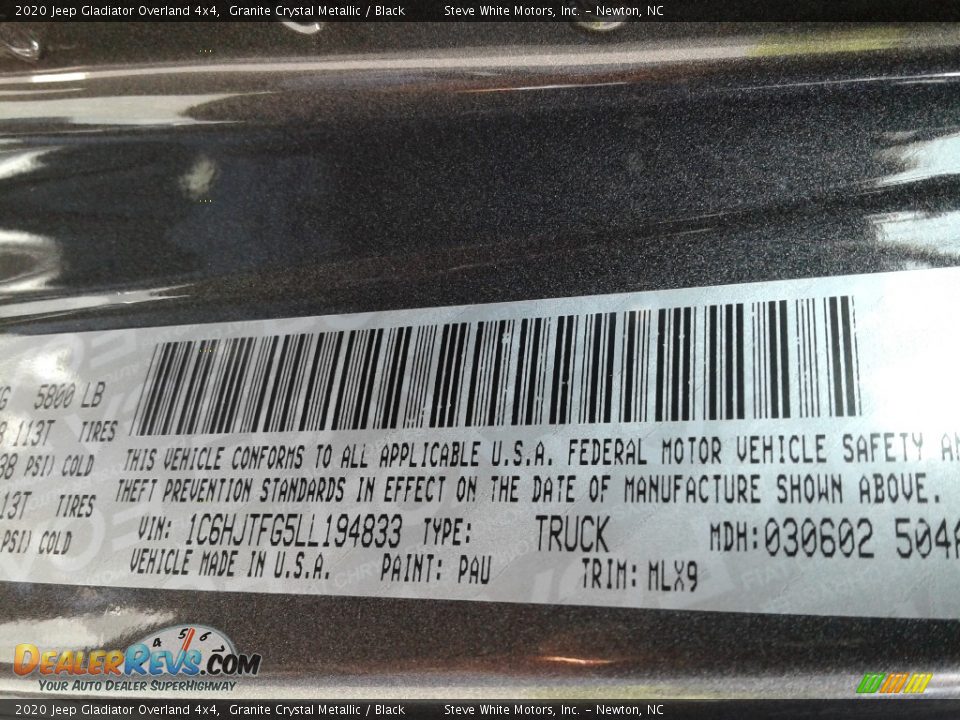 2020 Jeep Gladiator Overland 4x4, Granite Crystal Metallic / Black Steve White Motors, Inc. - Newton, NC
5800 LB
113T TIRES
38 PSI) COLD
13T TIRES
PSI) COLD
THIS VEHICLE CONFORMS TO ALL APPLICABLE U.S.A. FEDERAL MOTOR VEHICLE SAFETY
THEFT PREVENTION STANDARDS IN EFFECT ON THE DATE OF MANUFACTURE SHOWN ABOVE.
VIN: 1C6HJTFG5LL194833 TYPE: TRUCK MDH:030602 504
VEHICLE MADE IN U.S.A. PAINT: PAU TRIM: MLX9
4 5 6
DEALERREVS.COM
YOUR AUTO DEALER SUPERHIGHWAY
2020 Jeep Gladiator Overland 4x4, Granite Crystal Metallic / Black Steve White Motors, Inc. - Newton, NC